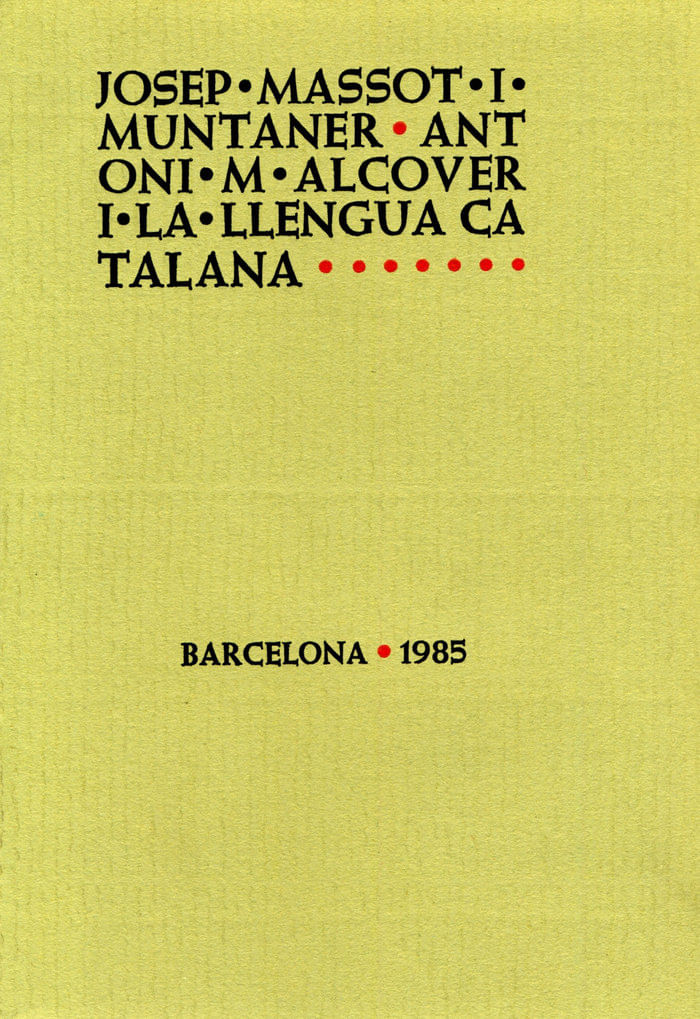 JOSEP•MASSOT•I•
MUNTANER•ANT
ONI•M•ALCOVER
I•LA•LLENGUA CA
TALANA•••••••
BARCELONA•1985